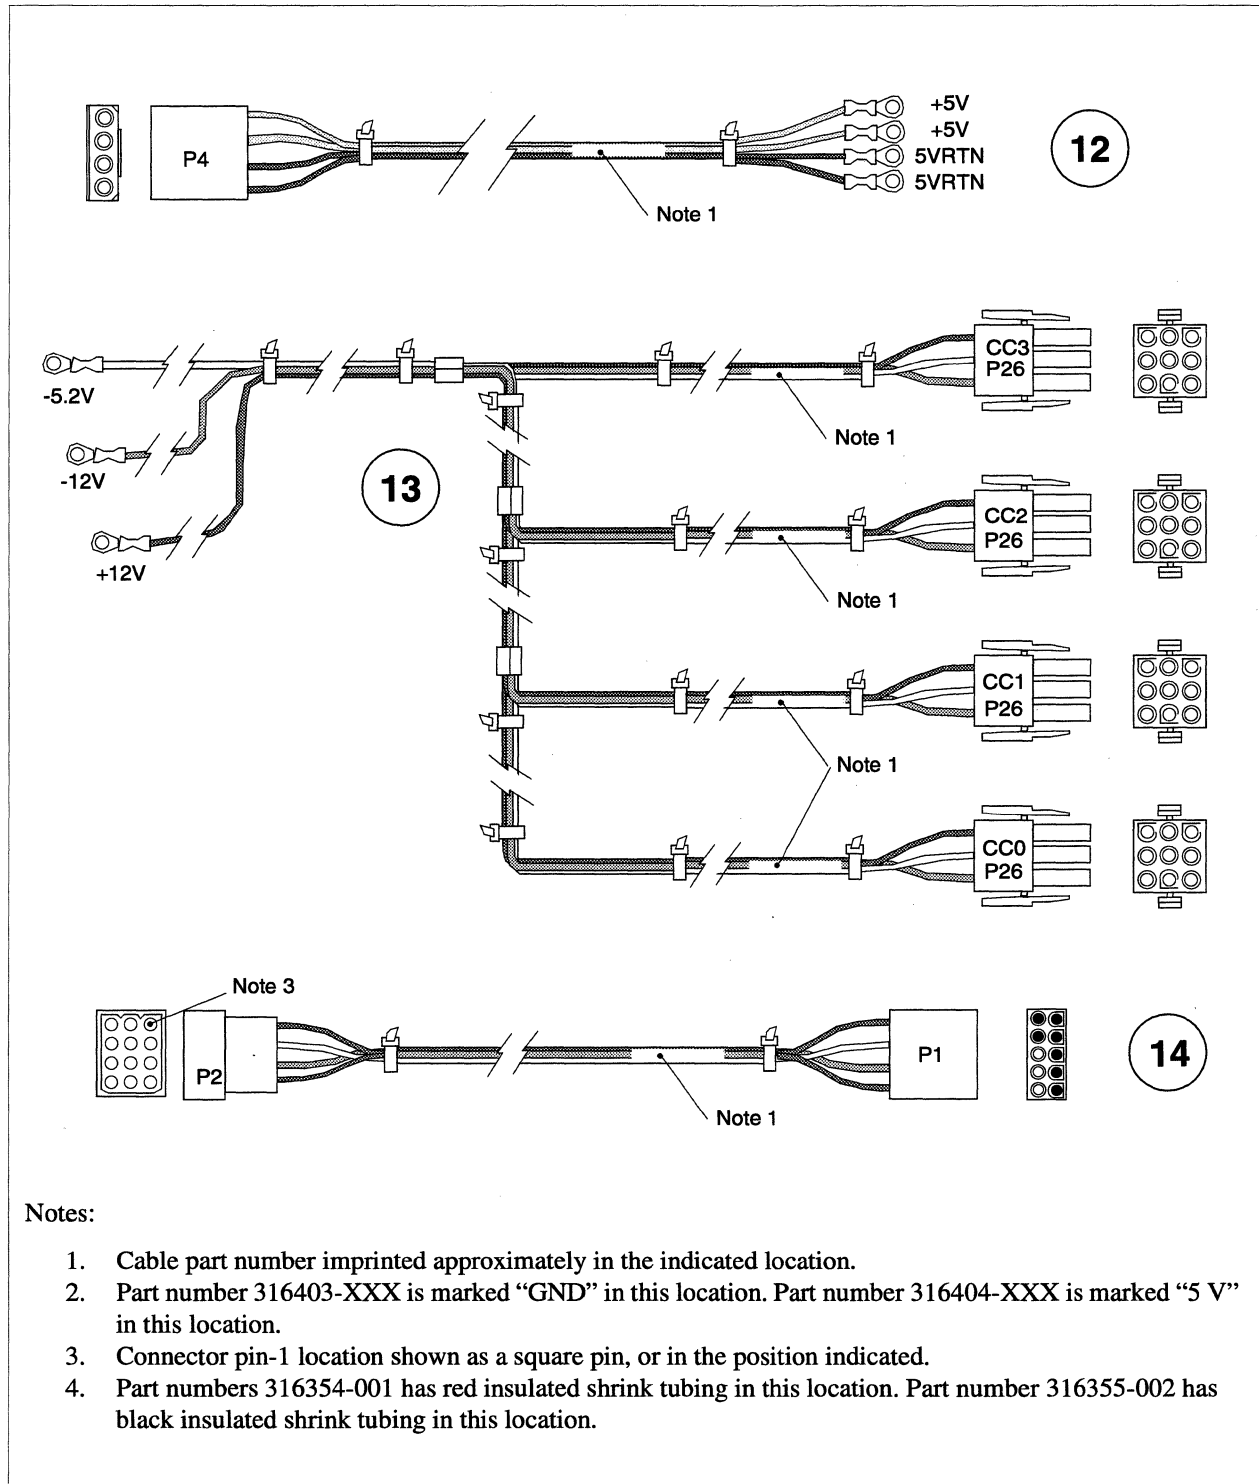 P4
+5V
+5V
5VRTN
5VRTN
12
Note 1
-5.2V
-12V
+12V
13
CC3
P26
Note 1
CC2
P26
Note 1
CC1
P26
Note 1
CC0
P26
Note 3
P2
P1
14
Note 1
Notes:
1. Cable part number imprinted approximately in the indicated location.
2. Part number 316403-XXX is marked “GND” in this location. Part number 316404-XXX is marked “5 V”
in this location.
3. Connector pin-1 location shown as a square pin, or in the position indicated.
4. Part numbers 316354-001 has red insulated shrink tubing in this location. Part number 316355-002 has
black insulated shrink tubing in this location.